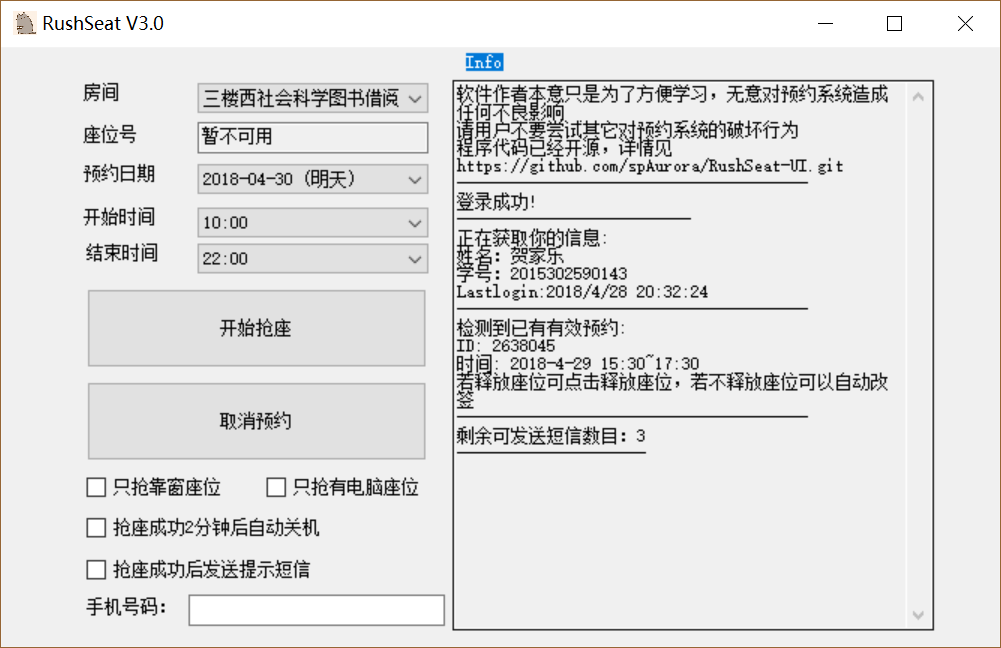 RushSeat V3.0
Info
房间
三楼西社会科学图书借阅
座位号
暂不可用
预约日期
2018-04-30 (明天)
开始时间
10:00
结束时间
22:00
开始抢座
取消预约
只抢靠窗座位
只抢有电脑座位
抢座成功2分钟后自动关机
抢座成功后发送提示短信
手机号码：
软件作者本意只是为了方便学习，无意对预约系统造成
任何不良影响
请用户不要尝试其它对预约系统的破坏行为
程序代码已经开源，详情见
https://github.com/spAurora/RushSeat-UI.git
登录成功!
正在获取你的信息:
姓名：贺家乐
学号：2015302590143
Lastlogin:2018/4/28 20:32:24
检测到已有有效预约:
ID: 2638045
时间: 2018-4-29 15:30~17:30
若释放座位可点击释放座位，若不释放座位可以自动改
签
剩余可发送短信数目：3